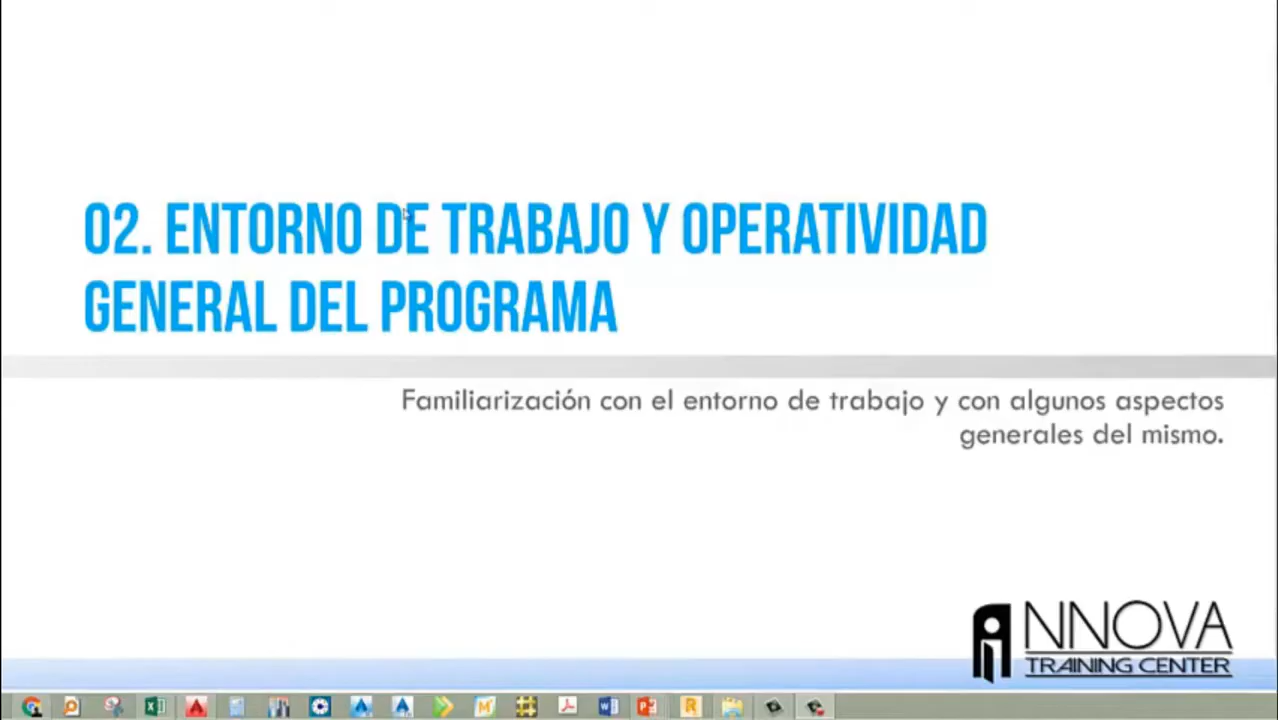 02. ENTORNO DE TRABAJO Y OPERATIVIDAD
GENERAL DEL PROGRAMA
Familiarización con el entorno de trabajo y con algunos aspectos
generales del mismo.
INNOVA
TRAINING CENTER